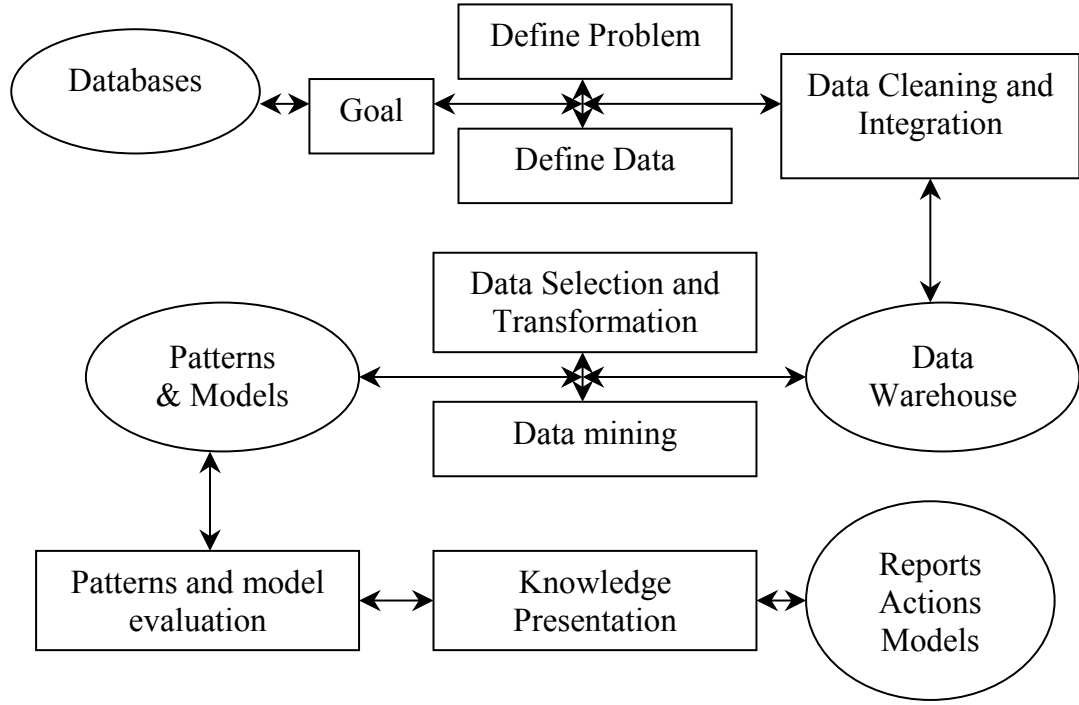 Databases
Goal
Define Problem
Define Data
Data Cleaning and
Integration
Data Selection and
Transformation
Patterns
& Models
Data
Warehouse
Data mining
Patterns and model
evaluation
Knowledge
Presentation
Reports
Actions
Models